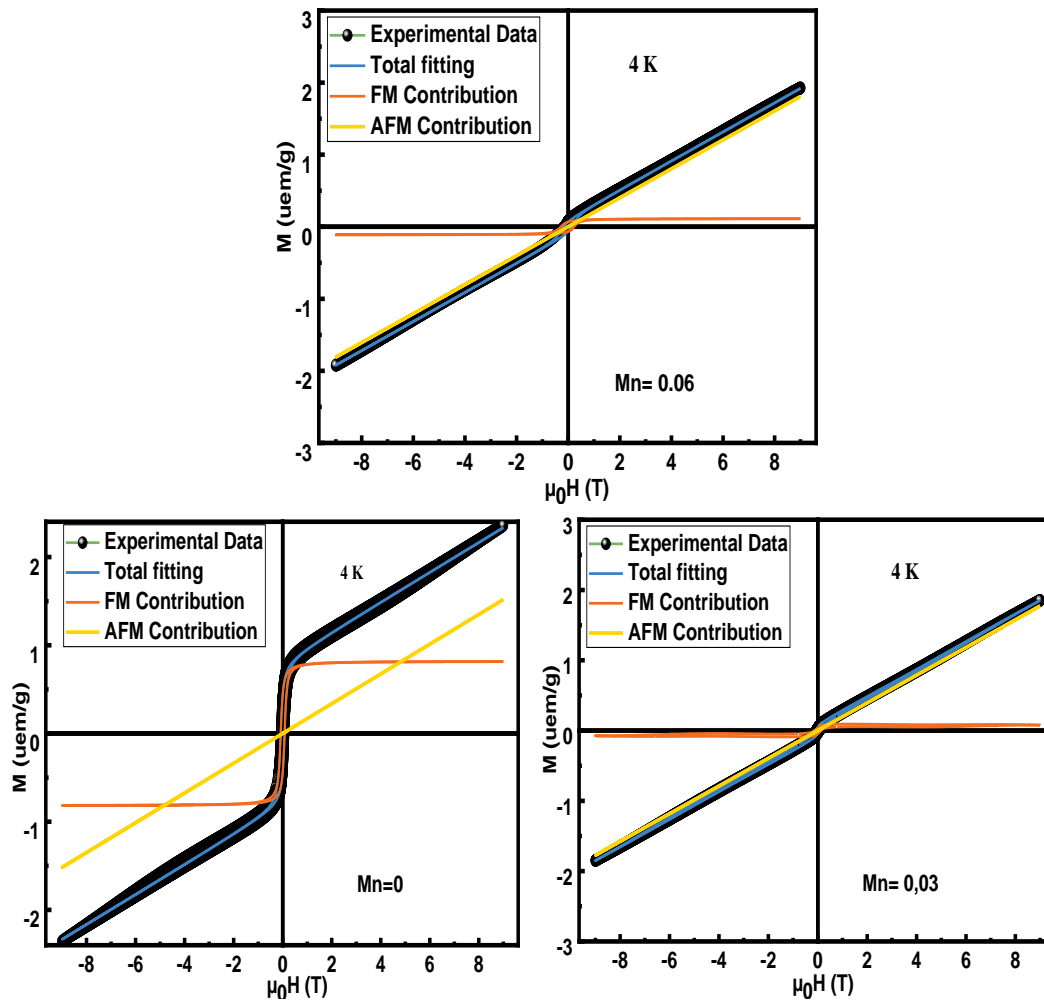 3
2
1
0
-1
-2
-3
M (uem/g)
Experimental Data
Total fitting
FM Contribution
AFM Contribution
4 K
Mn= 0.06
-8 -6 -4 -2 0 2 4 6 8
µ0H (T)
2
1
0
-1
-2
M (uem/g)
Experimental Data
Total fitting
FM Contribution
AFM Contribution
4 K
Mn=0
-8 -6 -4 -2 0 2 4 6 8
µ0H (T)
3
2
1
0
-1
-2
-3
M (uem/g)
Experimental Data
Total fitting
FM Contribution
AFM Contribution
4 K
Mn= 0,03
-8 -6 -4 -2 0 2 4 6 8
µ0H (T)